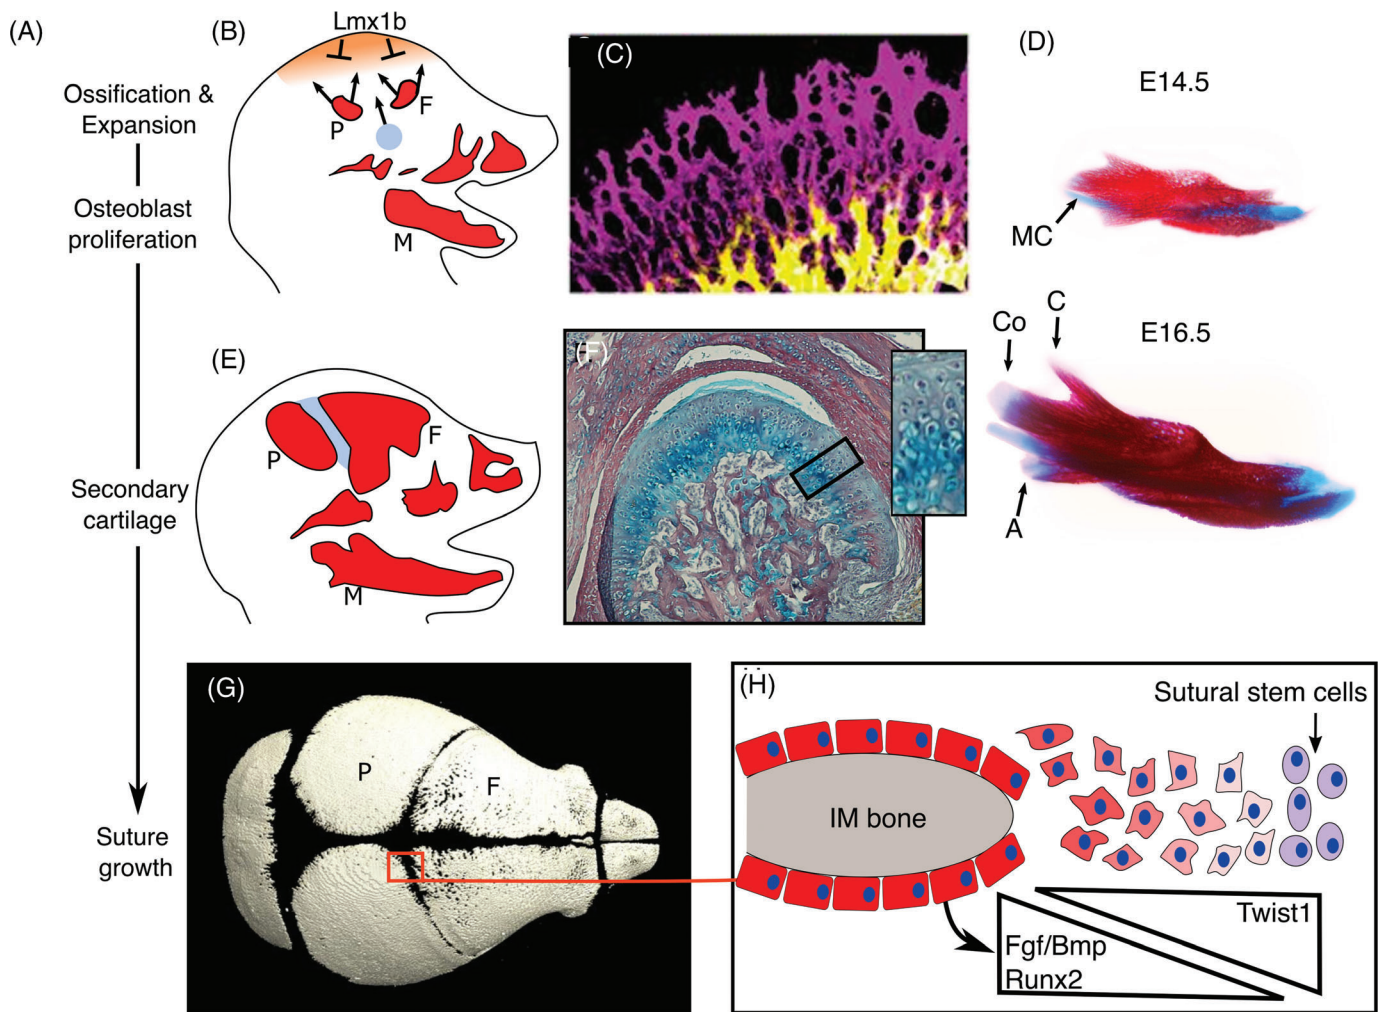 (A)
Ossification &
Expansion
Osteoblast
proliferation
Secondary
cartilage
Suture
growth
(B)
Lmx1b
P
F
M
(C)
(D)
E14.5
MC
E16.5
Co
C
A
(E)
P
F
M
(F)
(G)
P
F
(H)
Sutural stem cells
IM bone
Twist1
Fgf/Bmp
Runx2